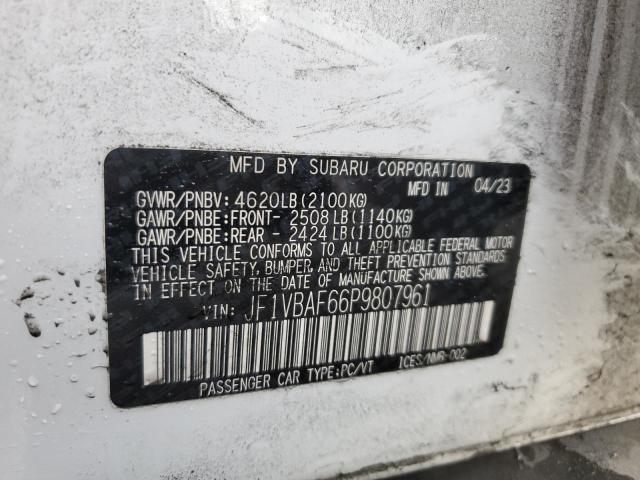 MFD BY SUBARU CORPORATION
MFD IN 04/23
GVWR/PNBV: 4620LB(2100KG)
GAWR/PNBE:FRONT- 2508 LB(1140KG)
GAWR/PNBE:REAR - 2424 LB(1100KG)
THIS VEHICLE CONFORMS TO ALL APPLICABLE FEDERAL MOTOR
VEHICLE SAFETY, BUMPER, AND THEFT PREVENTION STANDARDS
IN EFFECT ON THE DATE OF MANUFACTURE SHOWN ABOVE.
VIN: JF1VBAF66P9807961
PASSENGER CAR TYPE:PC/VT ICES/NMB-002